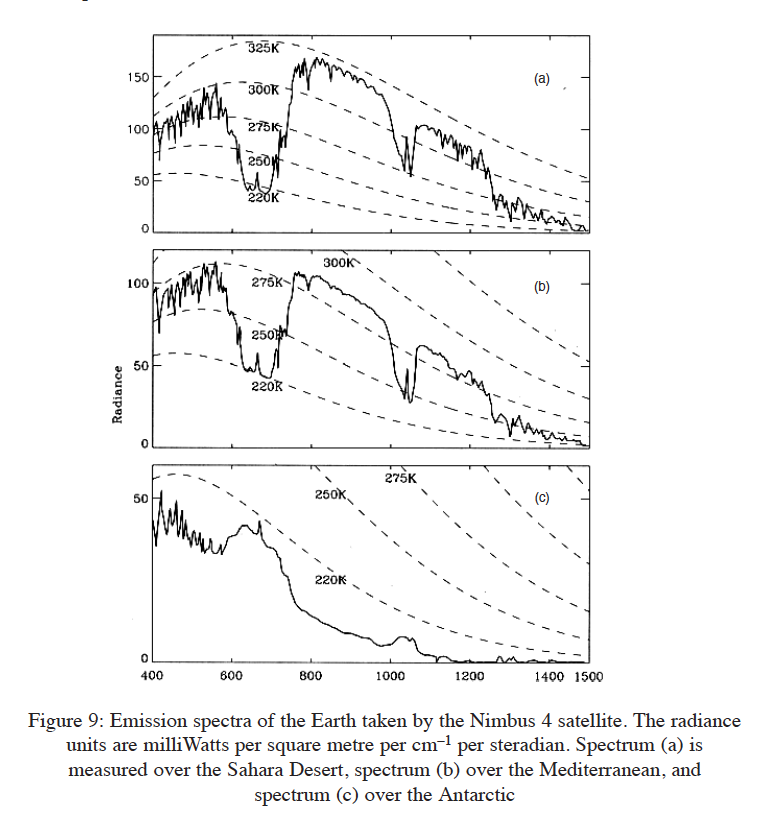 325K
(a)
150
300K
100
275K
250K
50
220K
0
300K
(b)
100
275K
250K
50
220K
Radiance
0
275K
(c)
50
250K
220K
0
400 600 800 1000 1200 1400 1500
Figure 9: Emission spectra of the Earth taken by the Nimbus 4 satellite. The radiance
units are milliWatts per square metre per cm–1 per steradian. Spectrum (a) is
measured over the Sahara Desert, spectrum (b) over the Mediterranean, and
spectrum (c) over the Antarctic